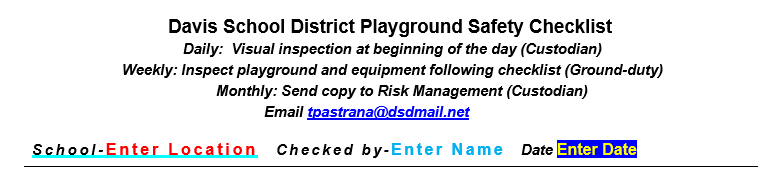 Davis School District Playground Safety Checklist
Daily:  Visual inspection at beginning of the day (Custodian)
Weekly: Inspect playground and equipment following checklist (Ground-duty)
Monthly: Send copy to Risk Management (Custodian)
Email tpastrana@dsdmail.net
School-Enter Location Checked by-Enter Name Date Enter Date